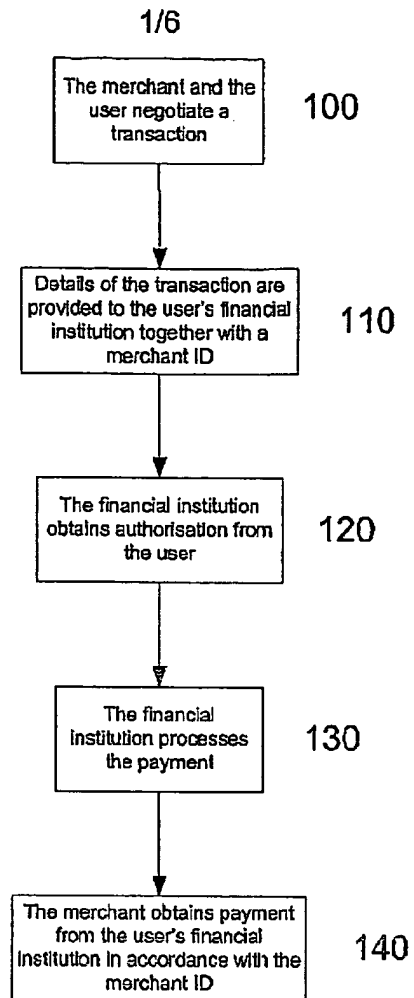 1/6
The merchant and the
user negotiate a
transaction
100
Details of the transaction are
provided to the user's financial
institution together with a
merchant ID
110
The financial institution
obtains authorisation from
the user
120
The financial
institution processes
the payment
130
The merchant obtains payment
from the user's financial
institution in accordance with the
merchant ID
140